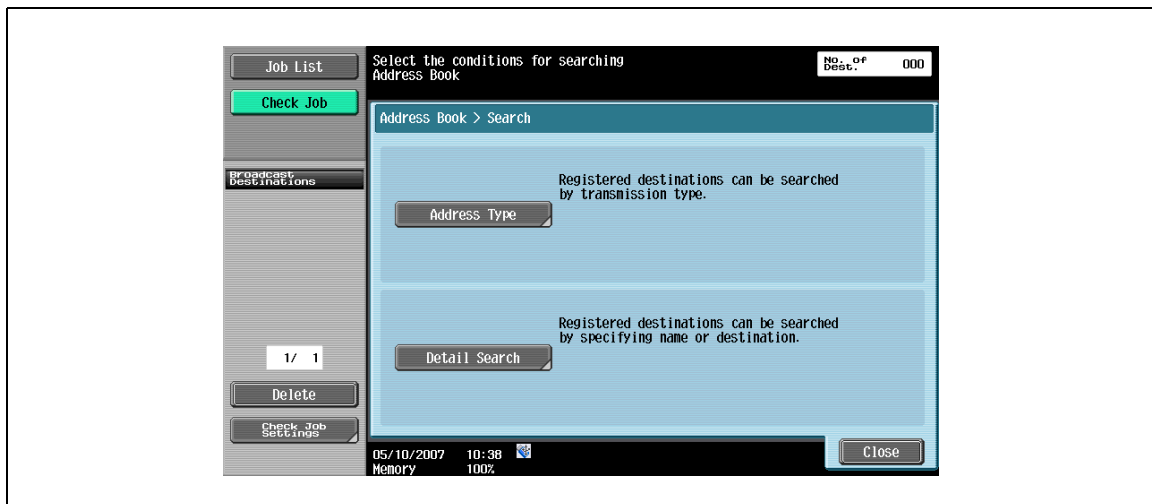 Job List
Check Job
Select the conditions for searching
Address Book
No. of
Dest.
000
Address Book > Search
Broadcast
Destinations
Registered destinations can be searched
by transmission type.
Address Type
Registered destinations can be searched
by specifying name or destination.
Detail Search
1/ 1
Delete
Check Job
Settings
05/10/2007 10:38
Memory 100%
Close